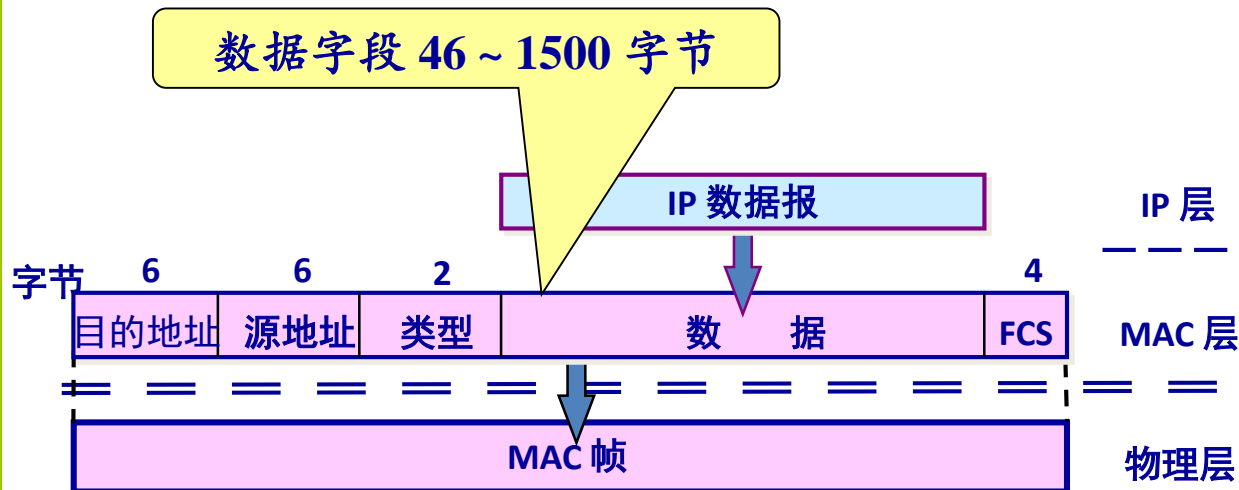 数据字段 46 ~ 1500 字节
IP 数据报
IP 层
字节
6
6
2
4
目的地址
源地址
类型
数 据
FCS
MAC 层
MAC 帧
物理层